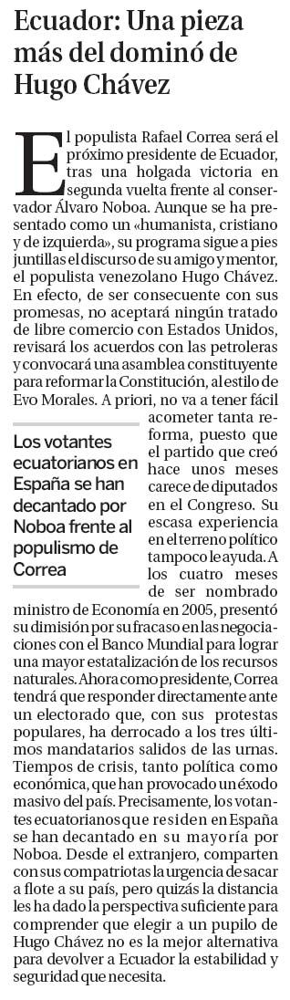 Ecuador: Una pieza
más del dominó de
Hugo Chávez
El populista Rafael Correa será el
próximo presidente de Ecuador,
tras una holgada victoria en
segunda vuelta frente al conser-
vador Álvaro Noboa. Aunque se ha pre-
sentado como un «humanista, cristiano
y de izquierda», su programa sigue a pies
juntillas el discurso de su amigo y mentor,
el populista venezolano Hugo Chávez.
En efecto, de ser consecuente con sus
promesas, no aceptará ningún tratado
de libre comercio con Estados Unidos,
revisará los acuerdos con las petroleras
y convocará una asamblea constituyente
para reformar la Constitución, al estilo de
Evo Morales. A priori, no va a tener fácil
acometer tanta re-
forma, puesto que
el partido que creó
hace unos meses
carece de diputados
en el Congreso. Su
escasa experiencia
en el terreno político
tampoco le ayuda. A
los cuatro meses
de ser nombrado
ministro de Economía en 2005, presentó
su dimisión por su fracaso en las negocia-
ciones con el Banco Mundial para lograr
una mayor estatalización de los recursos
naturales. Ahora como presidente, Correa
tendrá que responder directamente ante
un electorado que, con sus protestas
populares, ha derrocado a los tres últi-
mos mandatarios salidos de las urnas.
Tiempos de crisis, tanto política como
económica, que han provocado un éxodo
masivo del país. Precisamente, los votan-
tes ecuatorianos que residen en España
se han decantado en su mayoría por
Noboa. Desde el extranjero, comparten
con sus compatriotas la urgencia de sacar
a flote a su país, pero quizás la distancia
les ha dado la perspectiva suficiente para
comprender que elegir a un pupilo de
Hugo Chávez no es la mejor alternativa
para devolver a Ecuador la estabilidad y
seguridad que necesita.
Los votantes
ecuatorianos en
España se han
decantado por
Noboa frente al
populismo de
Correa